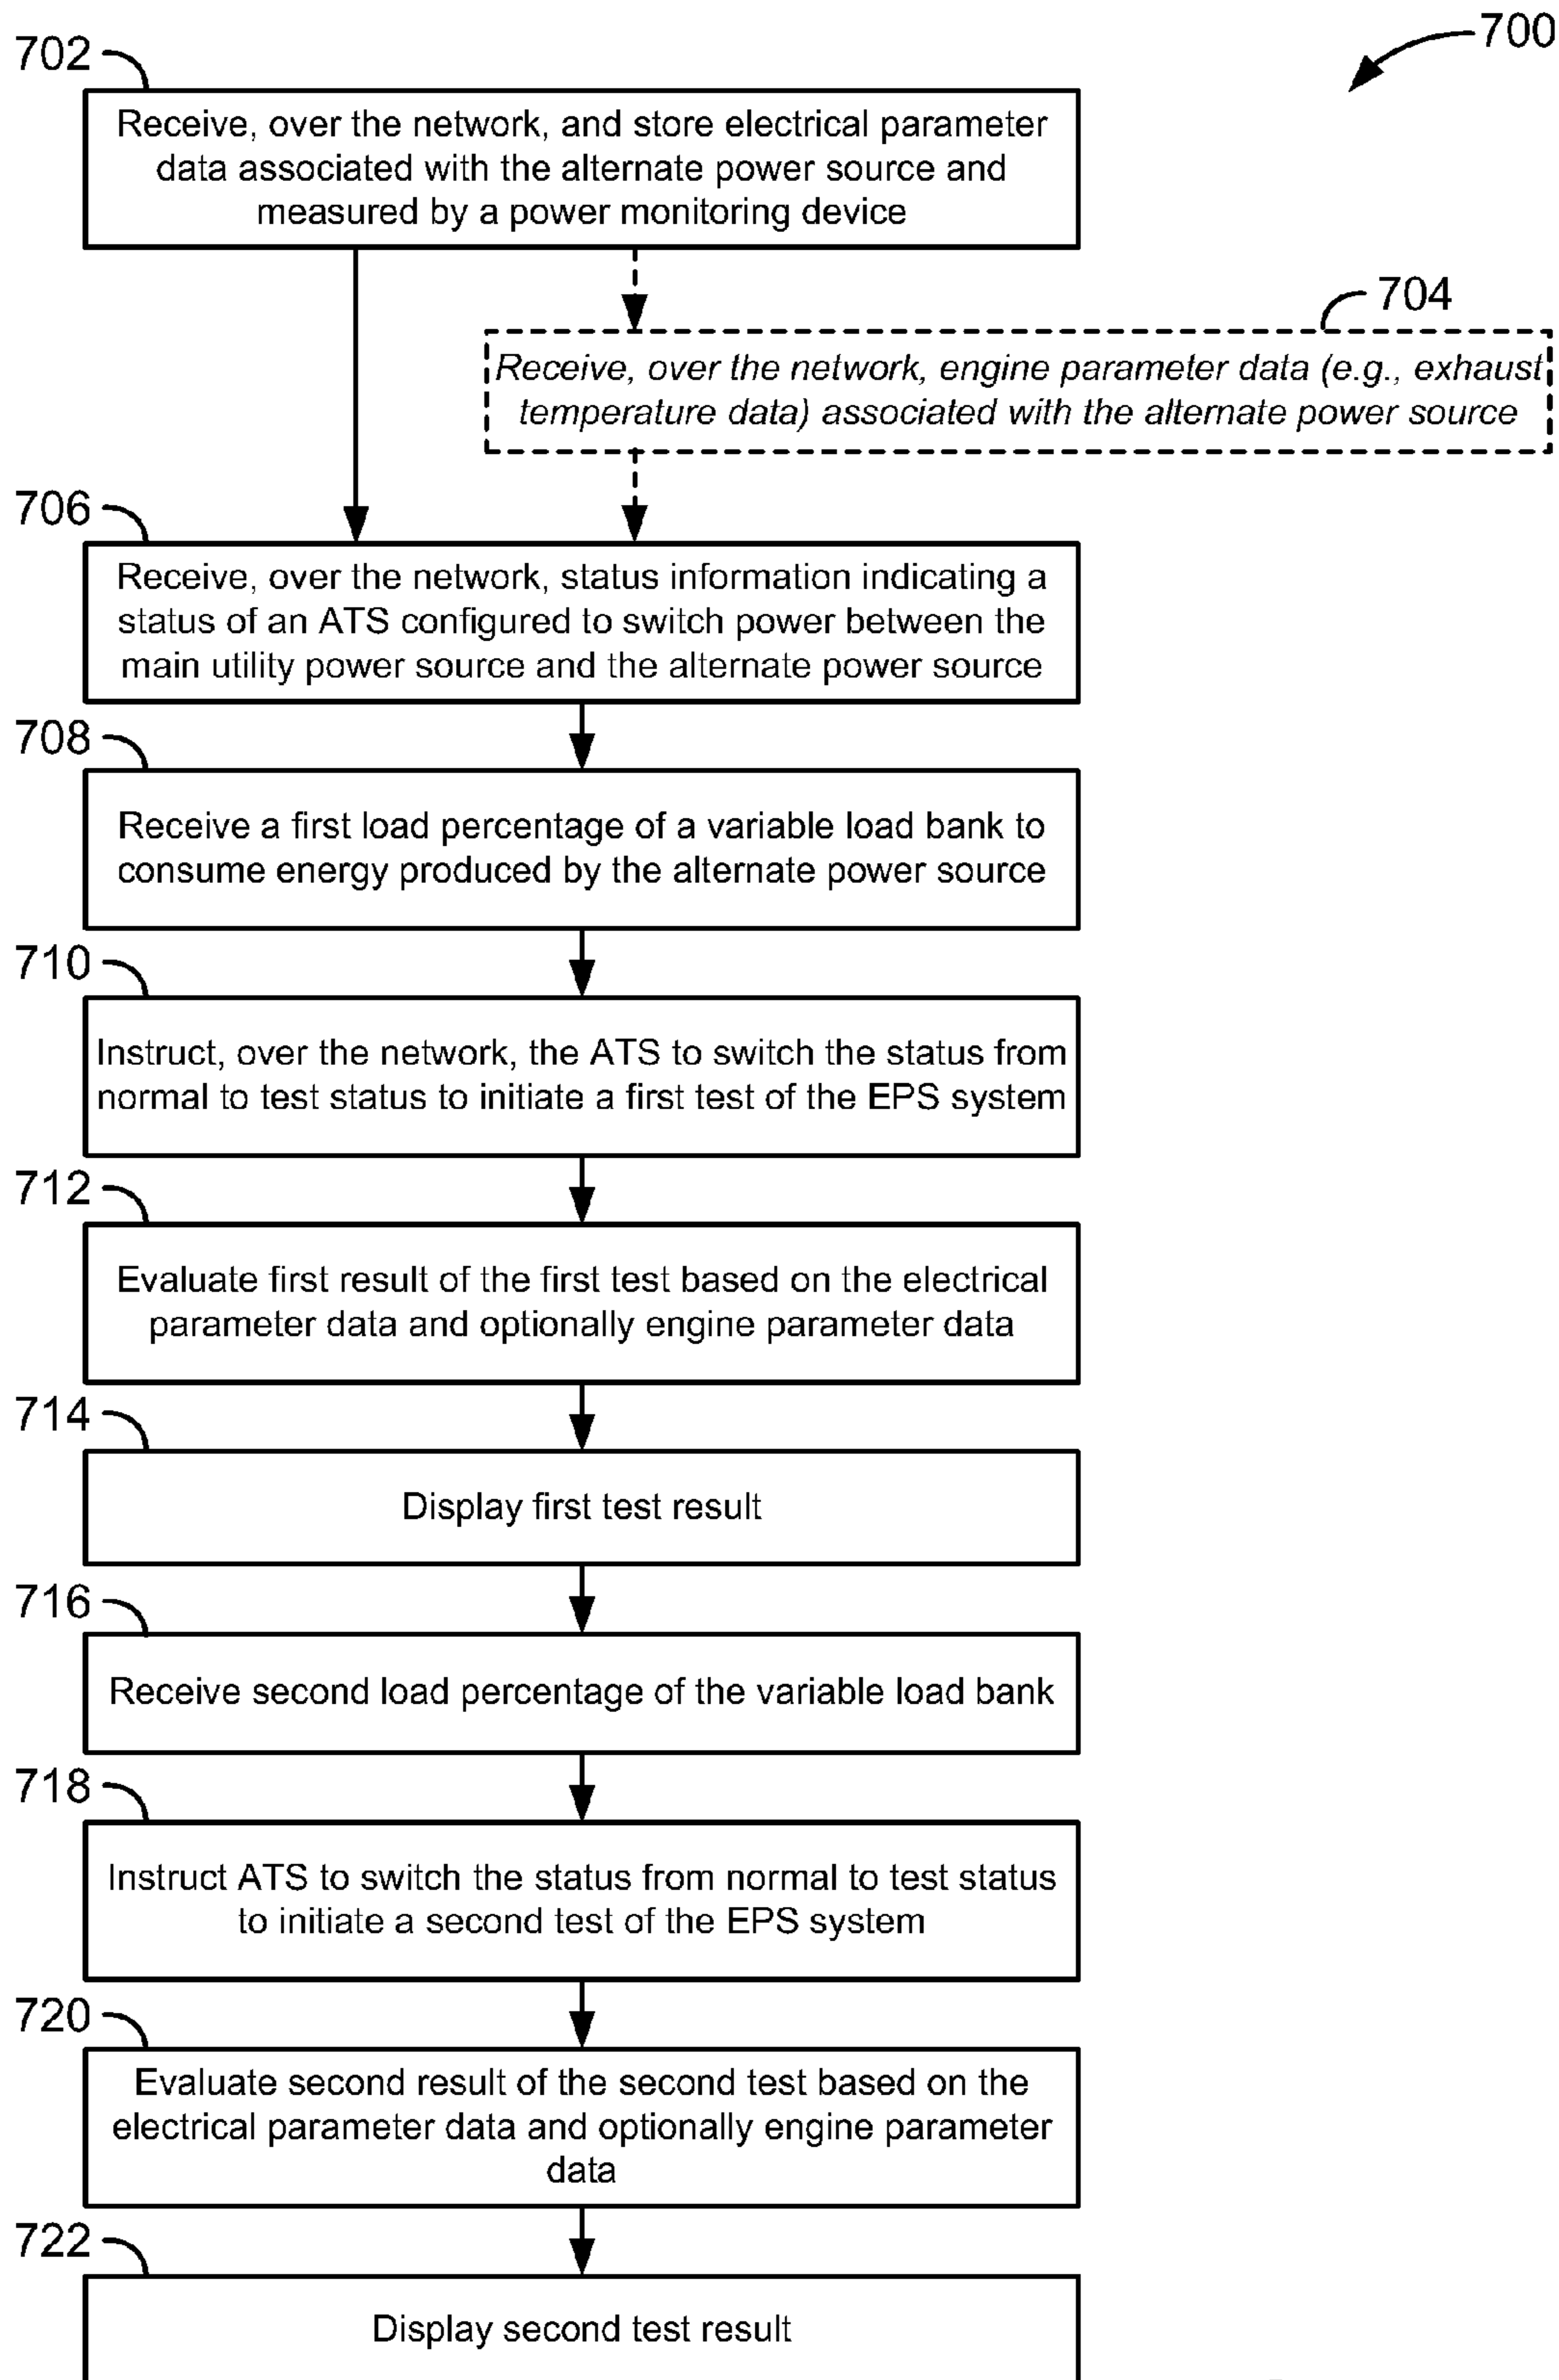 700
702
Receive, over the network, and store electrical parameter
data associated with the alternate power source and
measured by a power monitoring device
704
Receive, over the network, engine parameter data (e.g., exhaust
temperature data) associated with the alternate power source
706
Receive, over the network, status information indicating a
status of an ATS configured to switch power between the
main utility power source and the alternate power source
708
Receive a first load percentage of a variable load bank to
consume energy produced by the alternate power source
710
Instruct, over the network, the ATS to switch the status from
normal to test status to initiate a first test of the EPS system
712
Evaluate first result of the first test based on the electrical
parameter data and optionally engine parameter data
714
Display first test result
716
Receive second load percentage of the variable load bank
718
Instruct ATS to switch the status from normal to test status
to initiate a second test of the EPS system
720
Evaluate second result of the second test based on the
electrical parameter data and optionally engine parameter
data
722
Display second test result